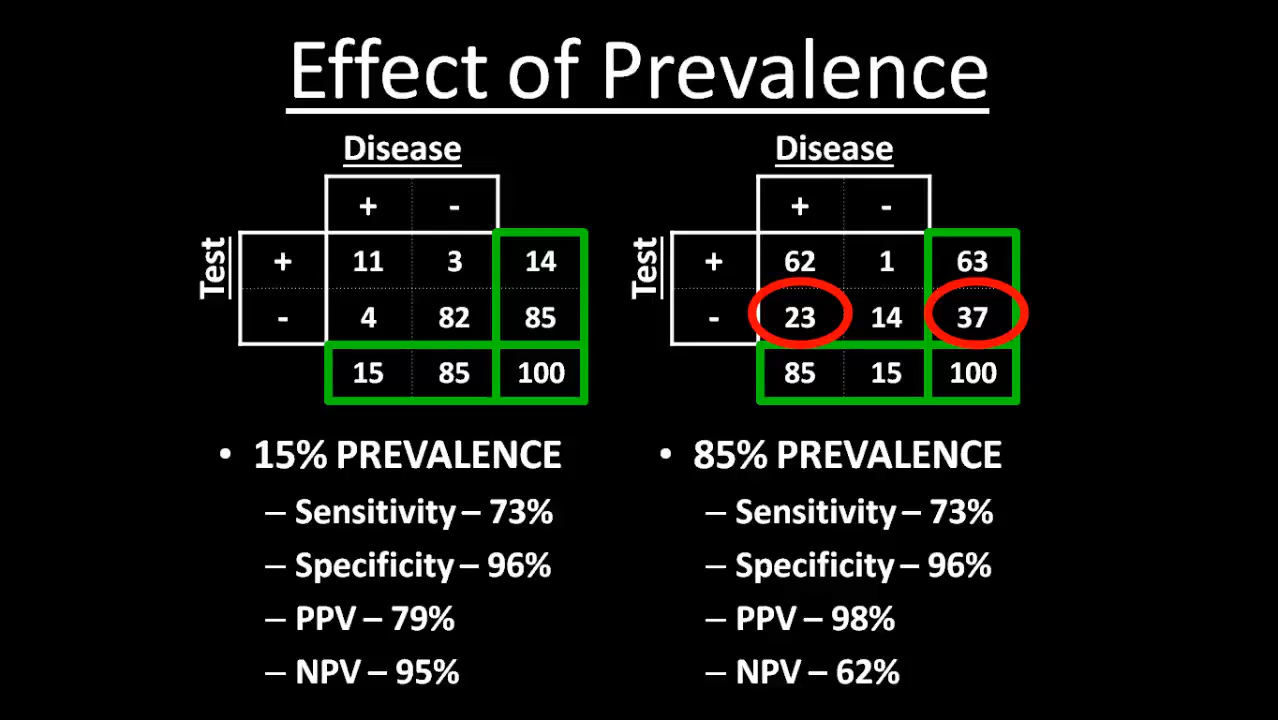 Effect of Prevalence
Disease
+ -
Test
+ 11 3 14
- 4 82 85
15 85 100
Disease
+ -
Test
+ 62 1 63
- 23 14 37
85 15 100
• 15% PREVALENCE
– Sensitivity – 73%
– Specificity – 96%
– PPV – 79%
– NPV – 95%
• 85% PREVALENCE
– Sensitivity – 73%
– Specificity – 96%
– PPV – 98%
– NPV – 62%